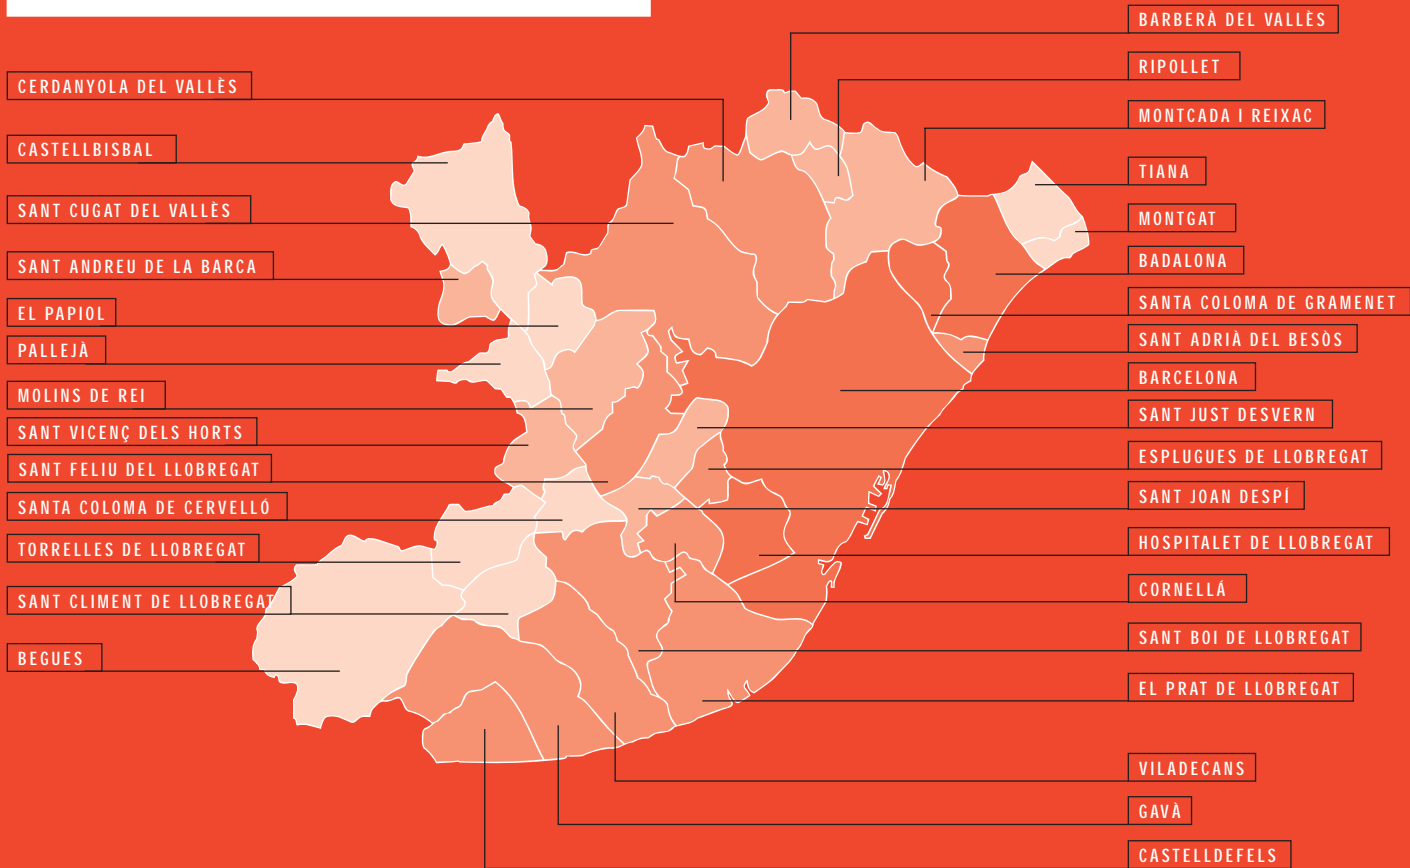 CERDANYOLA DEL VALLÈS
CASTELLBISBAL
SANT CUGAT DEL VALLÈS
SANT ANDREU DE LA BARCA
EL PAPIOL
PALLEJÀ
MOLINS DE REI
SANT VICENÇ DELS HORTS
SANT FELIU DEL LLOBREGAT
SANTA COLOMA DE CERVELLÓ
TORRELLES DE LLOBREGAT
SANT CLIMENT DE LLOBREGAT
BEGUES
BARBERÀ DEL VALLÈS
RIPOLLET
MONTCADA I REIXAC
TIANA
MONTGAT
BADALONA
SANTA COLOMA DE GRAMENET
SANT ADRIÀ DEL BESÒS
BARCELONA
SANT JUST DESVERN
ESPLUGUES DE LLOBREGAT
SANT JOAN DESPÍ
HOSPITALET DE LLOBREGAT
CORNELLÁ
SANT BOI DE LLOBREGAT
EL PRAT DE LLOBREGAT
VILADECANS
GAVÀ
CASTELLDEFELS